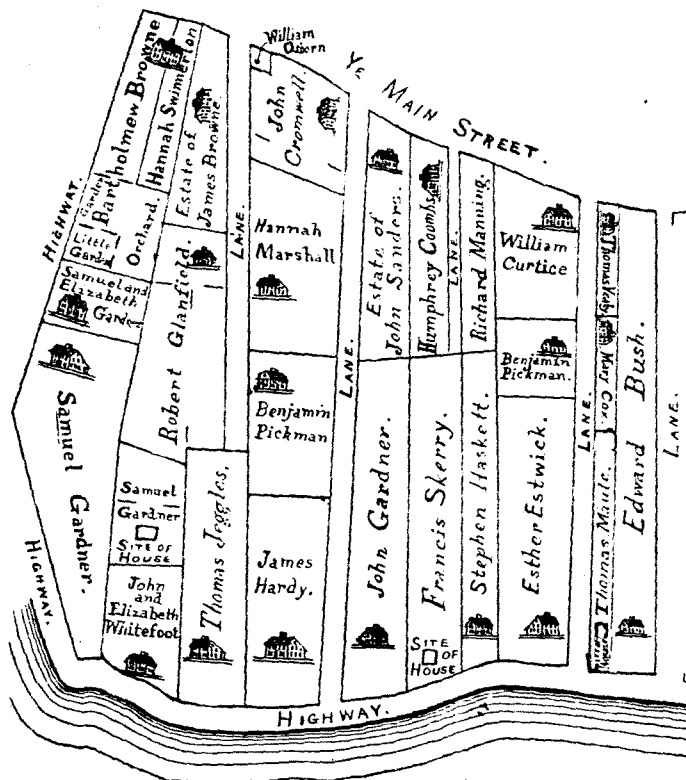 William
Osborn
Ye Main Street.
Highway.
Bartholmew Browne
Hannah Swinnerton
Estate of
James Browne.
Garden
Little
Gard
Orchard.
Samuel and
Elizabeth
Garde
Robert Glanfield.
Lane.
John
Cromwell.
Hannah
Marshall
Benjamin
Pickman
James
Hardy.
Lane.
Estate of
John Sanders.
Humphrey Coombs
Lane.
Richard Manning.
William
Curtice
Benjamin
Pickman.
Lane.
Mary Cox.
Thomas Maule.
Edward Bush.
Lane.
Samuel Gardner.
Highway.
Samuel
Gardner
Site of
House
John
and
Elizabeth
Whitefoot
Thomas Jeggles.
John Gardner.
Francis Skerry.
Site
of
House
Stephen Haskett.
Esther Estwick.
Highway.